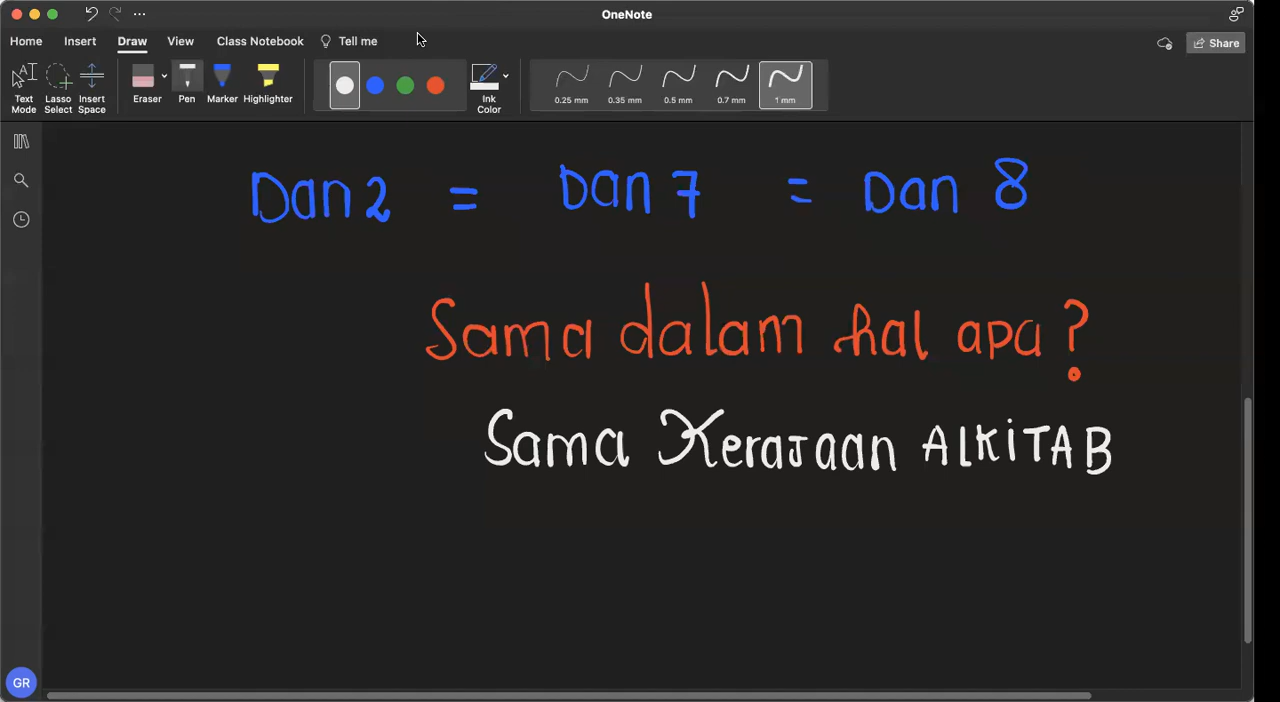 OneNote
Home Insert Draw View Class Notebook Tell me Share
Text Mode Lasso Select Insert Space Eraser Pen Marker Highlighter Ink Color 0.25 mm 0.35 mm 0.5 mm 0.7 mm 1 mm
Dan 2 = Dan 7 = Dan 8
Sama dalam hal apa?
Sama Kerajaan ALKiTAB
GR